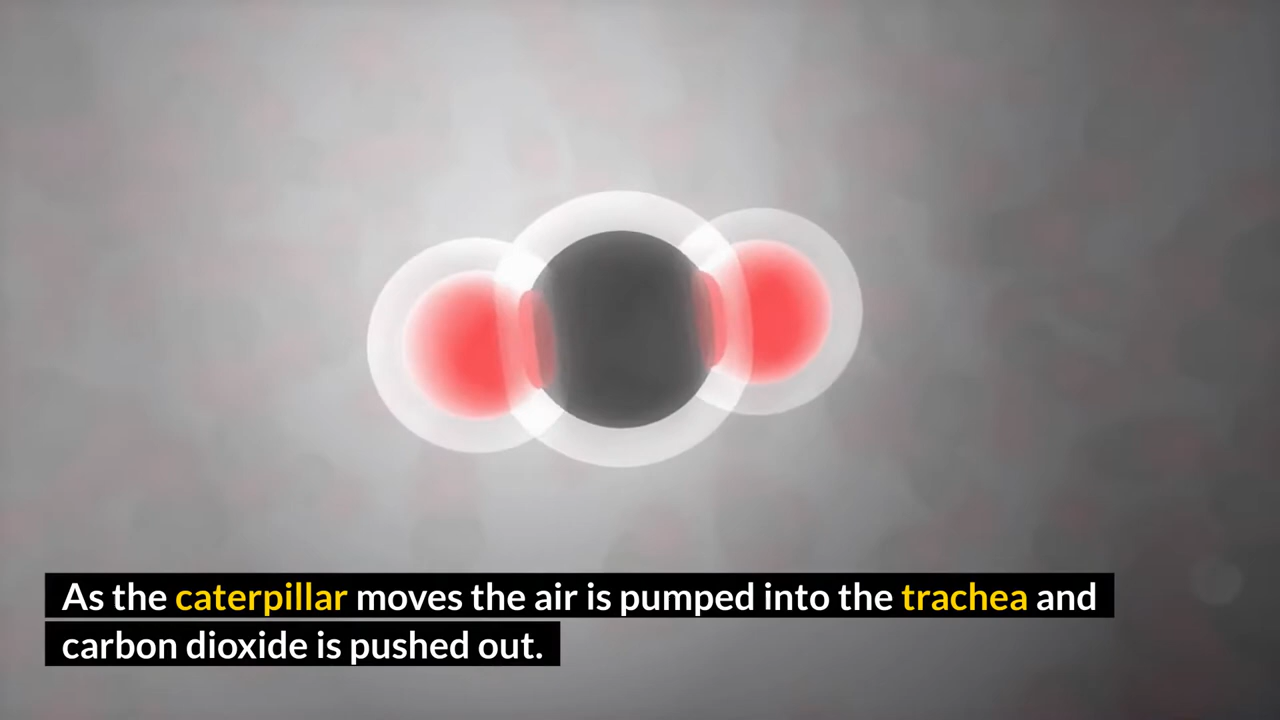 As the caterpillar moves the air is pumped into the trachea and
carbon dioxide is pushed out.